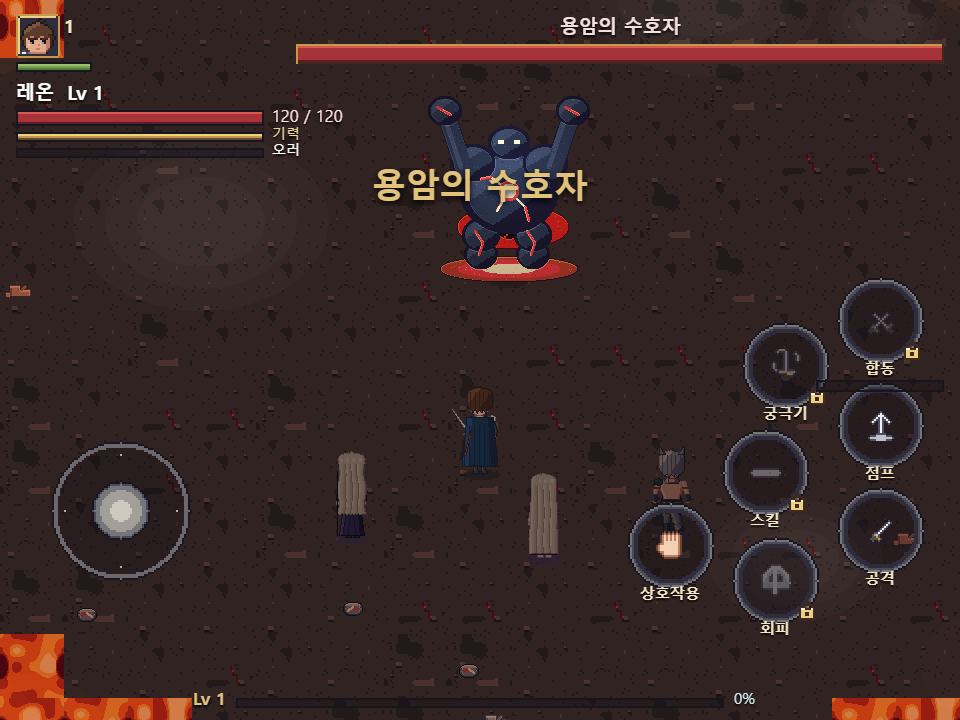 1
용암의 수호자
레온 Lv 1
120 / 120
기력
오러
용암의 수호자
합동
궁극기
점프
스킬
공격
상호작용
회피
Lv 1
0%